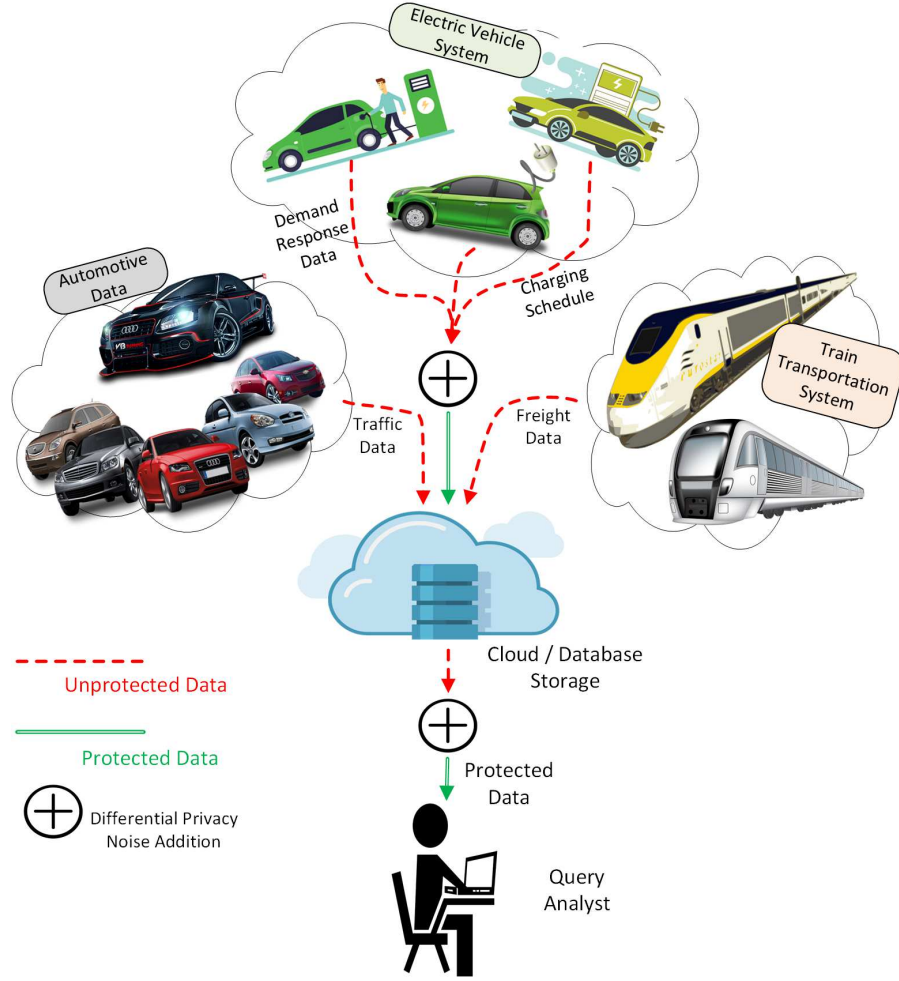 Electric Vehicle
System
Demand
Response
Data
Charging
Schedule
Automotive
Data
Train
Transportation
System
Traffic
Data
Freight
Data
Cloud / Database
Storage
Unprotected Data
Protected Data
Differential Privacy
Noise Addition
Protected
Data
Query
Analyst